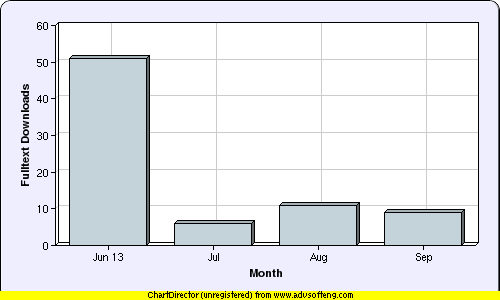 60
50
40
30
20
10
0
Fulltext Downloads
Jun 13 Jul Aug Sep
Month
ChartDirector (unregistered) from www.advsofteng.com